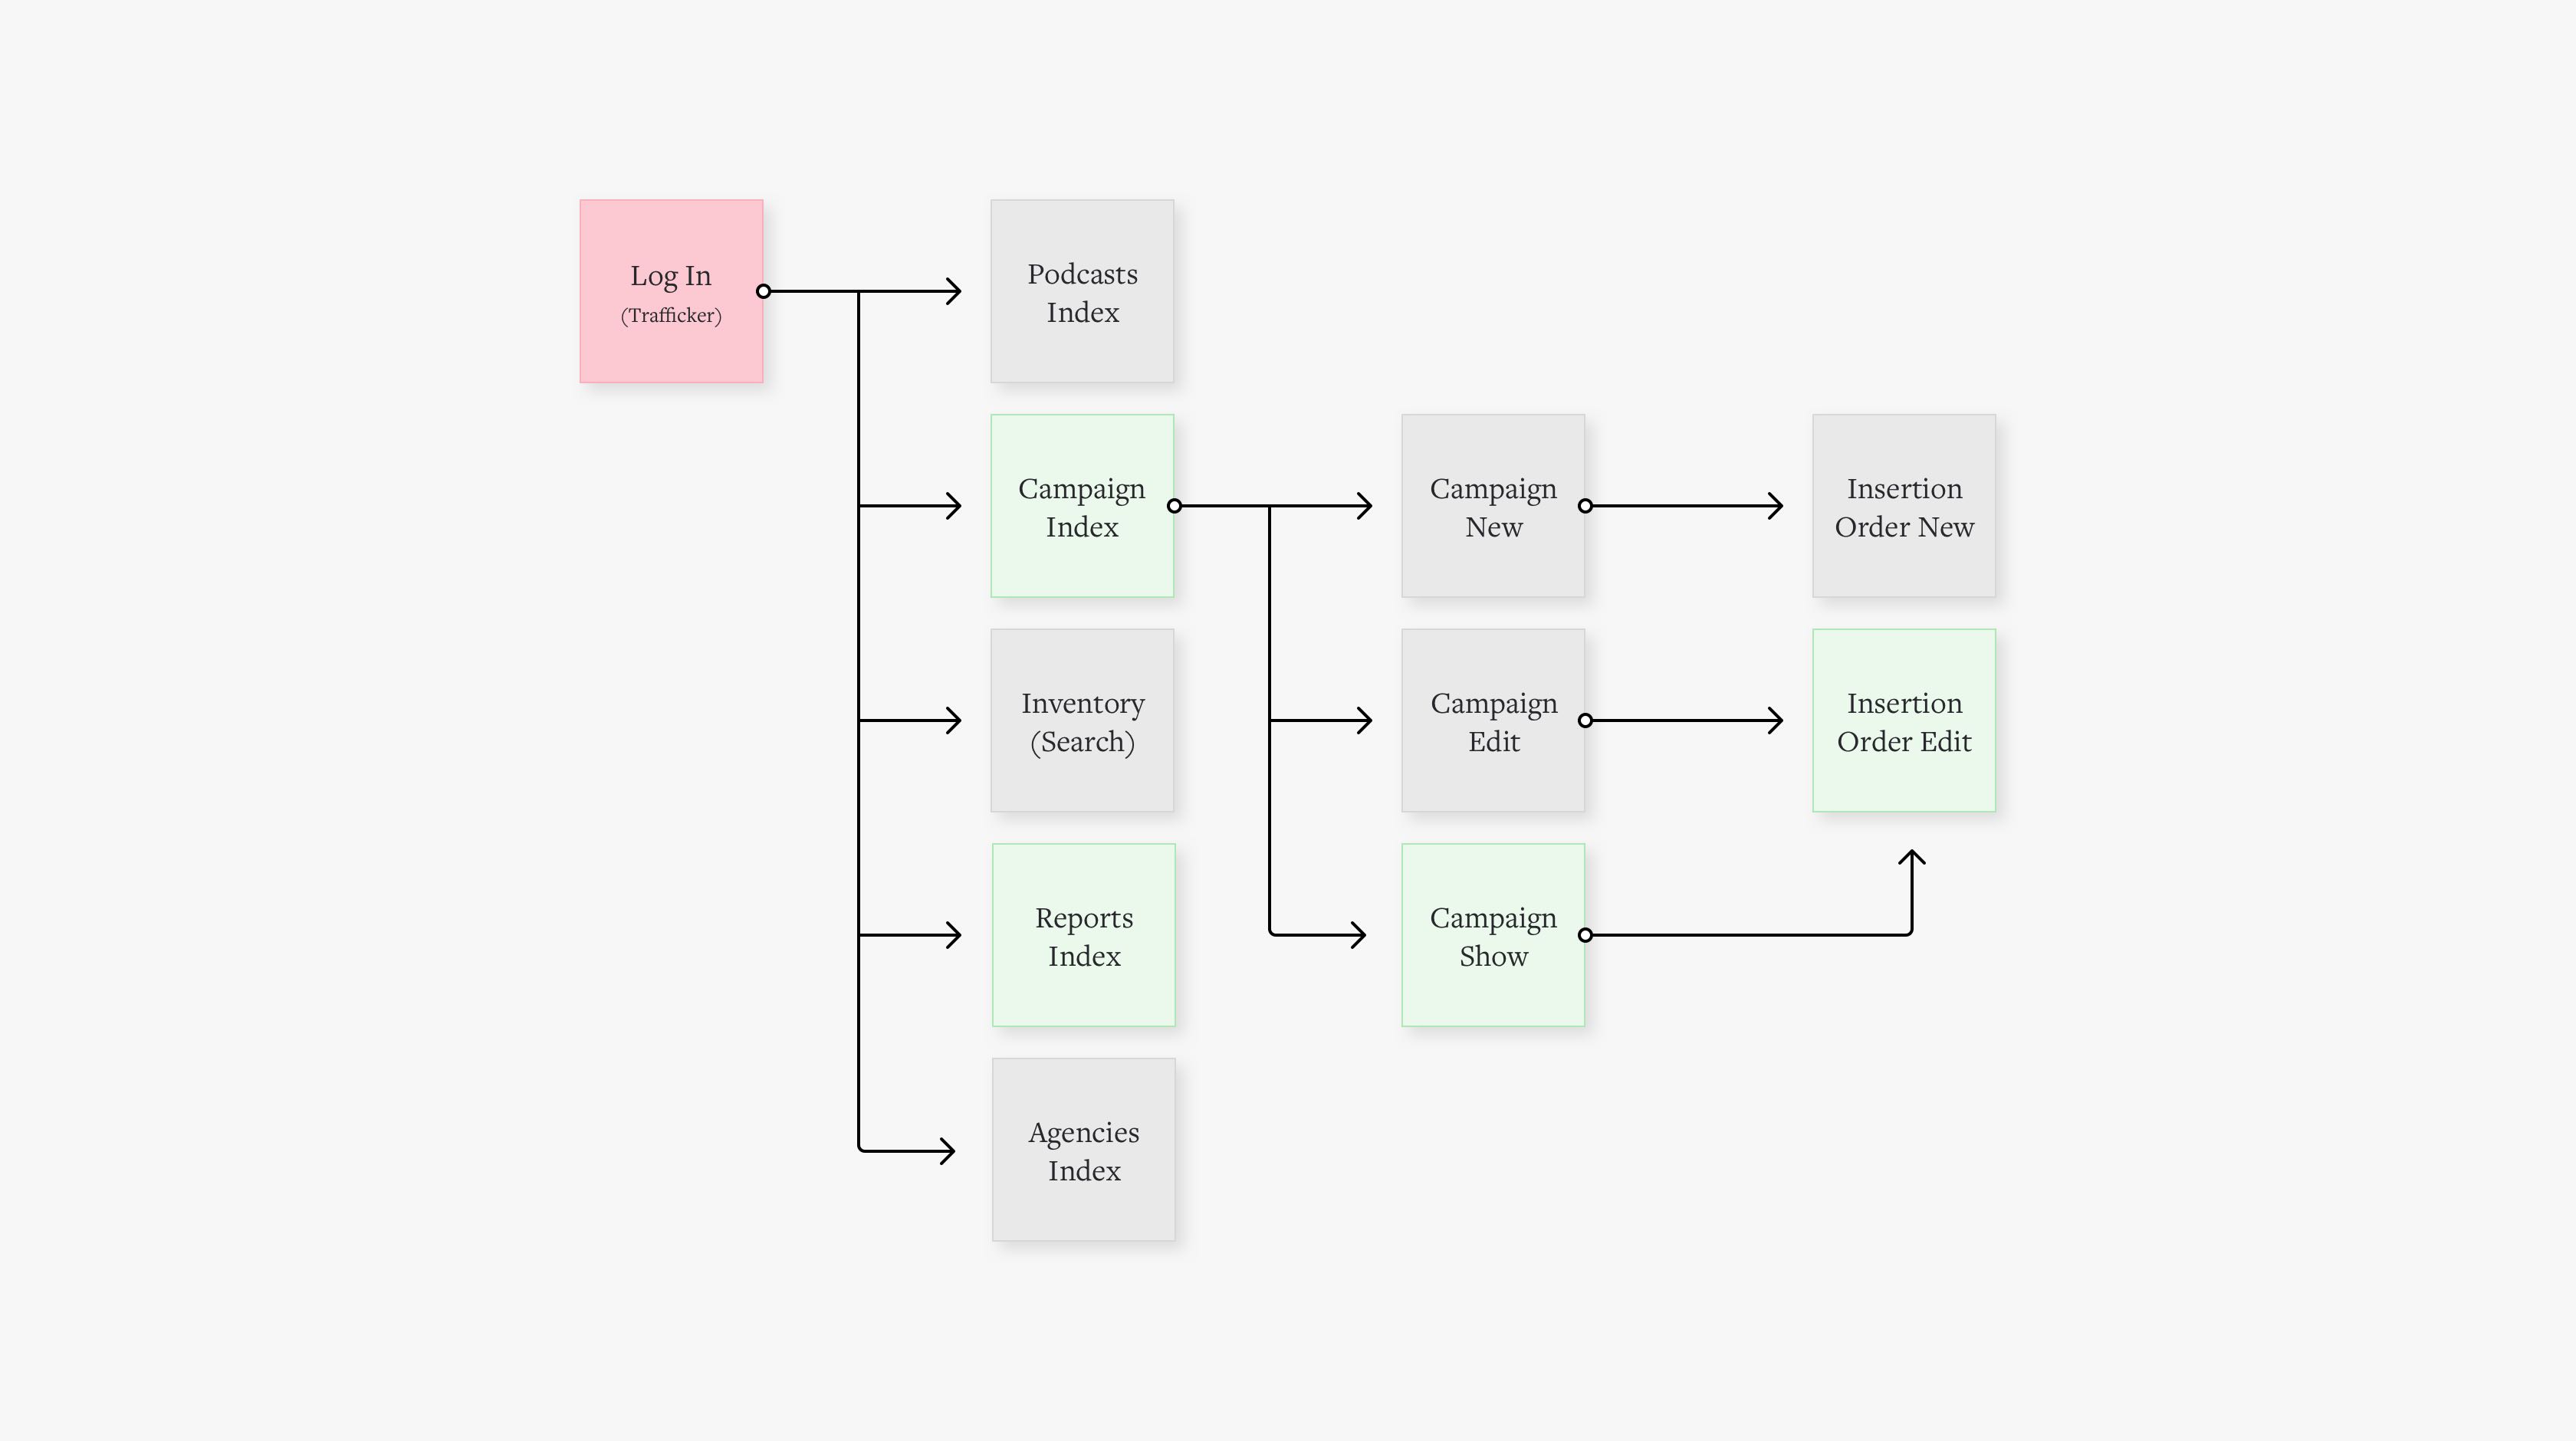 Log In
(Trafficker)
Podcasts
Index
Campaign
Index
Campaign
New
Insertion
Order New
Inventory
(Search)
Campaign
Edit
Insertion
Order Edit
Reports
Index
Campaign
Show
Agencies
Index